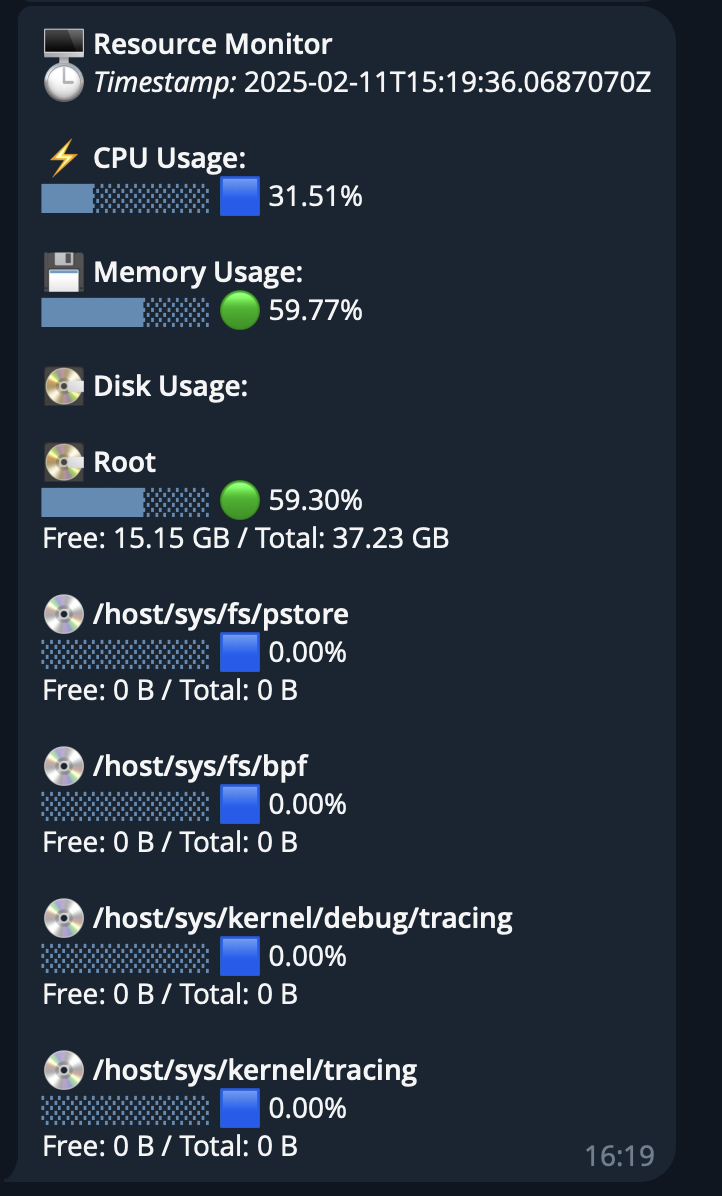 Resource Monitor
Timestamp: 2025-02-11T15:19:36.0687070Z
CPU Usage:
31.51%
Memory Usage:
59.77%
Disk Usage:
Root
59.30%
Free: 15.15 GB / Total: 37.23 GB
/host/sys/fs/pstore
0.00%
Free: 0 B / Total: 0 B
/host/sys/fs/bpf
0.00%
Free: 0 B / Total: 0 B
/host/sys/kernel/debug/tracing
0.00%
Free: 0 B / Total: 0 B
/host/sys/kernel/tracing
0.00%
Free: 0 B / Total: 0 B
16:19